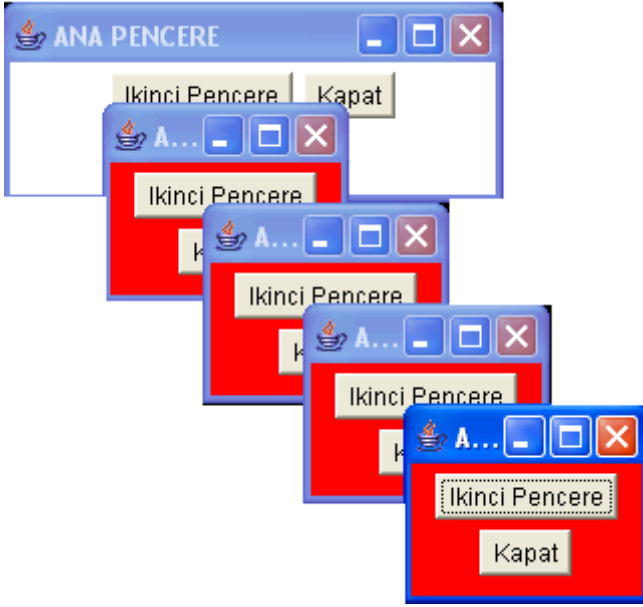 ANA PENCERE
Ikinci Pencere Kapat
A...
Ikinci Pencere
K
A...
Ikinci Pencere
K
A...
Ikinci Pencere
K
A...
Ikinci Pencere
Kapat